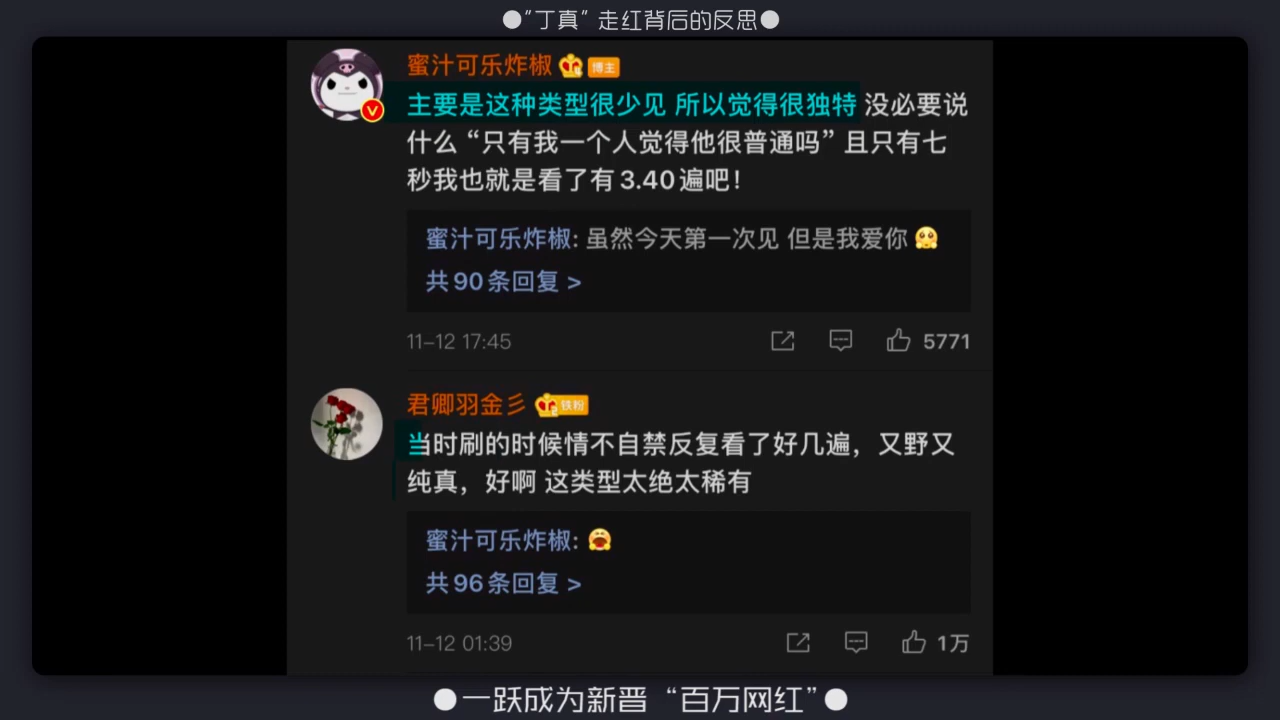 ●“丁真”走红背后的反思●
蜜汁可乐炸椒 博主
主要是这种类型很少见 所以觉得很独特 没必要说
什么“只有我一个人觉得他很普通吗”且只有七
秒我也就是看了有3.40遍吧！
蜜汁可乐炸椒: 虽然今天第一次见 但是我爱你
共90条回复 >
11-12 17:45 5771
君卿羽金彡 铁粉
当时刷的时候情不自禁反复看了好几遍，又野又
纯真，好啊 这类型太绝太稀有
蜜汁可乐炸椒:
共96条回复 >
11-12 01:39 1万
●一跃成为新晋“百万网红”●